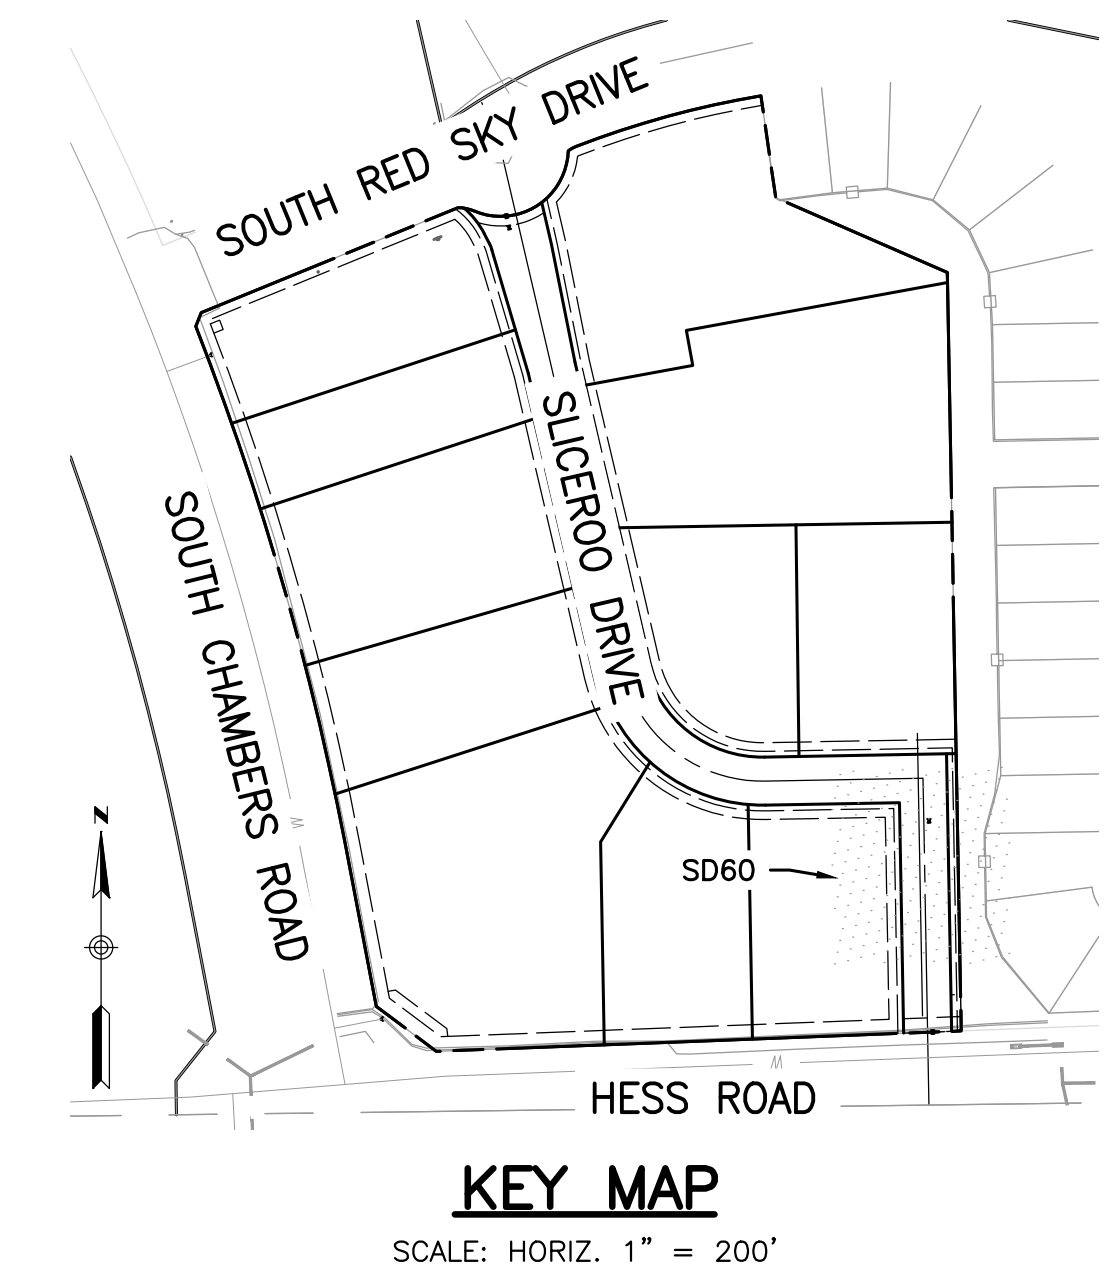 SOUTH RED SKY DRIVE
SLICEROO DRIVE
SOUTH CHAMBERS ROAD
W
N
SD60
W
HESS ROAD
KEY MAP
SCALE: HORIZ. 1" = 200'